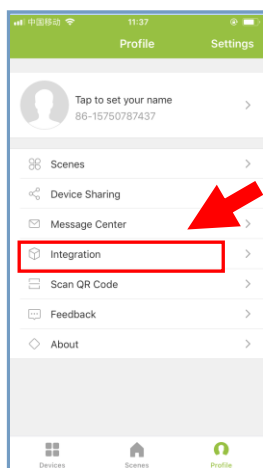 中国移动 11:37
Profile Settings
Tap to set your name
86-15750787437
Scenes
Device Sharing
Message Center
Integration
Scan QR Code
Feedback
About
Devices Scenes Profile